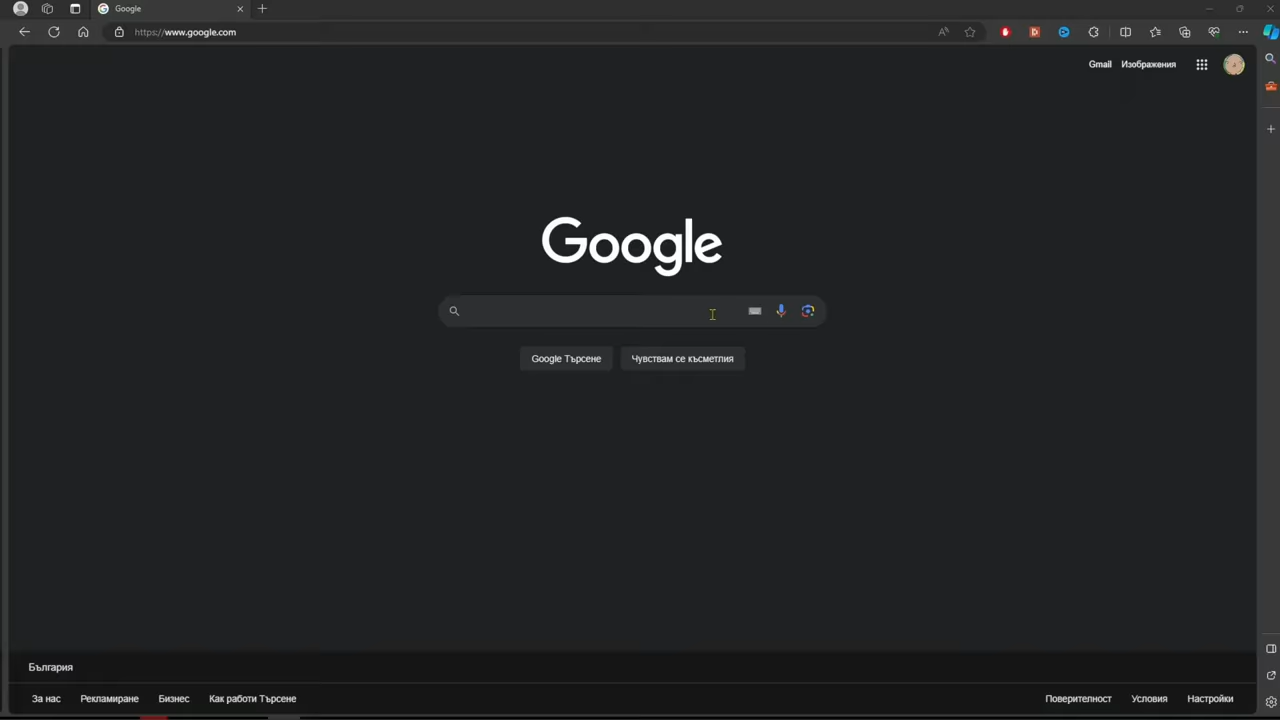 Google
https://www.google.com
Gmail Изображения
Google
Google Търсене Чувствам се късметлия
България
За нас Рекламиране Бизнес Как работи Търсене Поверителност Условия Настройки